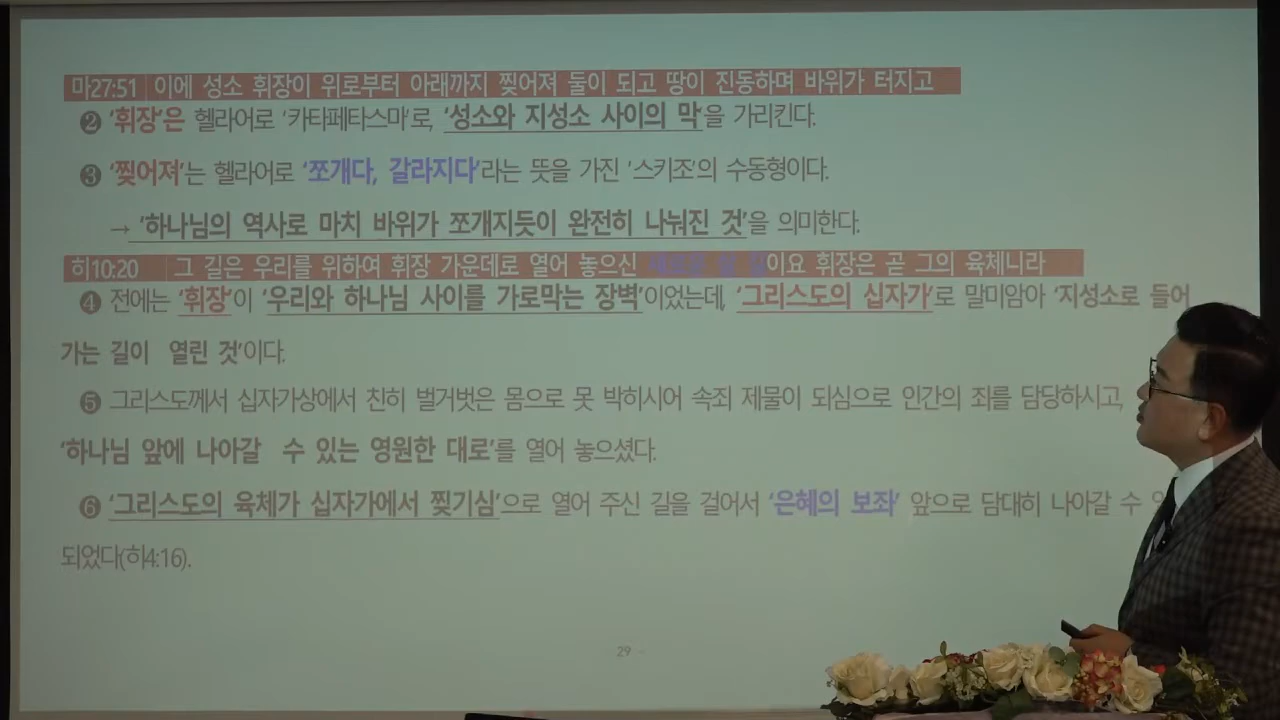 마27:51 이에 성소 휘장이 위로부터 아래까지 찢어져 둘이 되고 땅이 진동하며 바위가 터지고
❷ '휘장'은 헬라어로 '카타페타스마'로, '성소와 지성소 사이의 막'을 가리킨다.
❸ '찢어져'는 헬라어로 '쪼개다, 갈라지다'라는 뜻을 가진 '스키조'의 수동형이다.
→ '하나님의 역사로 마치 바위가 쪼개지듯이 완전히 나눠진 것'을 의미한다.
히10:20 그 길은 우리를 위하여 휘장 가운데로 열어 놓으신 새로운 살 길이요 휘장은 곧 그의 육체니라
❹ 전에는 '휘장'이 '우리와 하나님 사이를 가로막는 장벽'이었는데, '그리스도의 십자가'로 말미암아 '지성소로 들어
가는 길이 열린 것'이다.
❺ 그리스도께서 십자가상에서 친히 벌거벗은 몸으로 못 박히시어 속죄 제물이 되심으로 인간의 죄를 담당하시고,
'하나님 앞에 나아갈 수 있는 영원한 대로'를 열어 놓으셨다.
❻ '그리스도의 육체가 십자가에서 찢기심'으로 열어 주신 길을 걸어서 '은혜의 보좌' 앞으로 담대히 나아갈 수
되었다(히4:16).
29